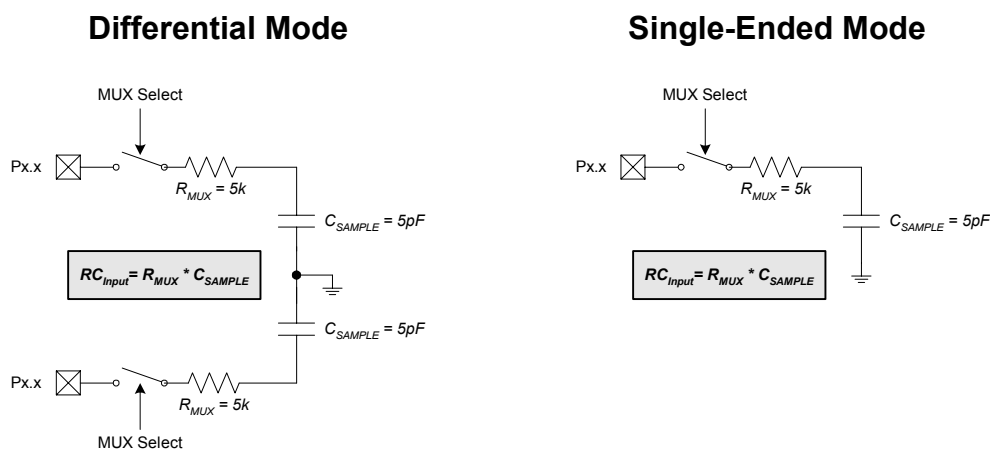 Differential Mode
MUX Select
Px.x
R_MUX = 5k
C_SAMPLE = 5pF
RC_Input= R_MUX * C_SAMPLE
C_SAMPLE = 5pF
Px.x
R_MUX = 5k
MUX Select
Single-Ended Mode
MUX Select
Px.x
R_MUX = 5k
C_SAMPLE = 5pF
RC_Input= R_MUX * C_SAMPLE